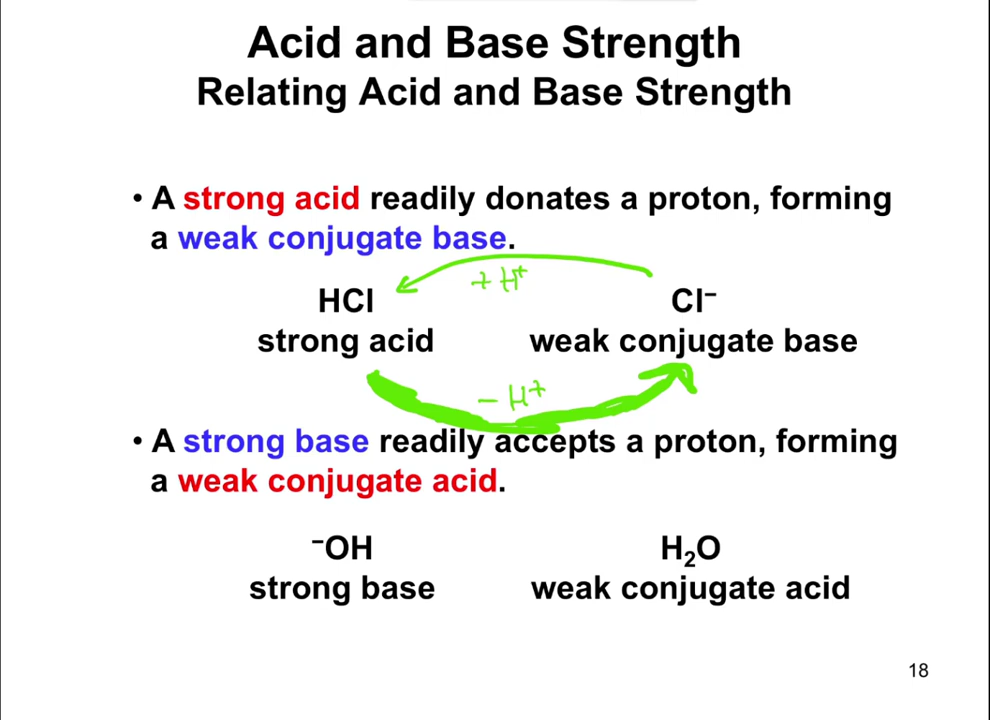 Acid and Base Strength
Relating Acid and Base Strength
• A strong acid readily donates a proton, forming
a weak conjugate base.
+ H⁺
HCl Cl⁻
strong acid weak conjugate base
− H⁺
• A strong base readily accepts a proton, forming
a weak conjugate acid.
⁻OH H₂O
strong base weak conjugate acid
18